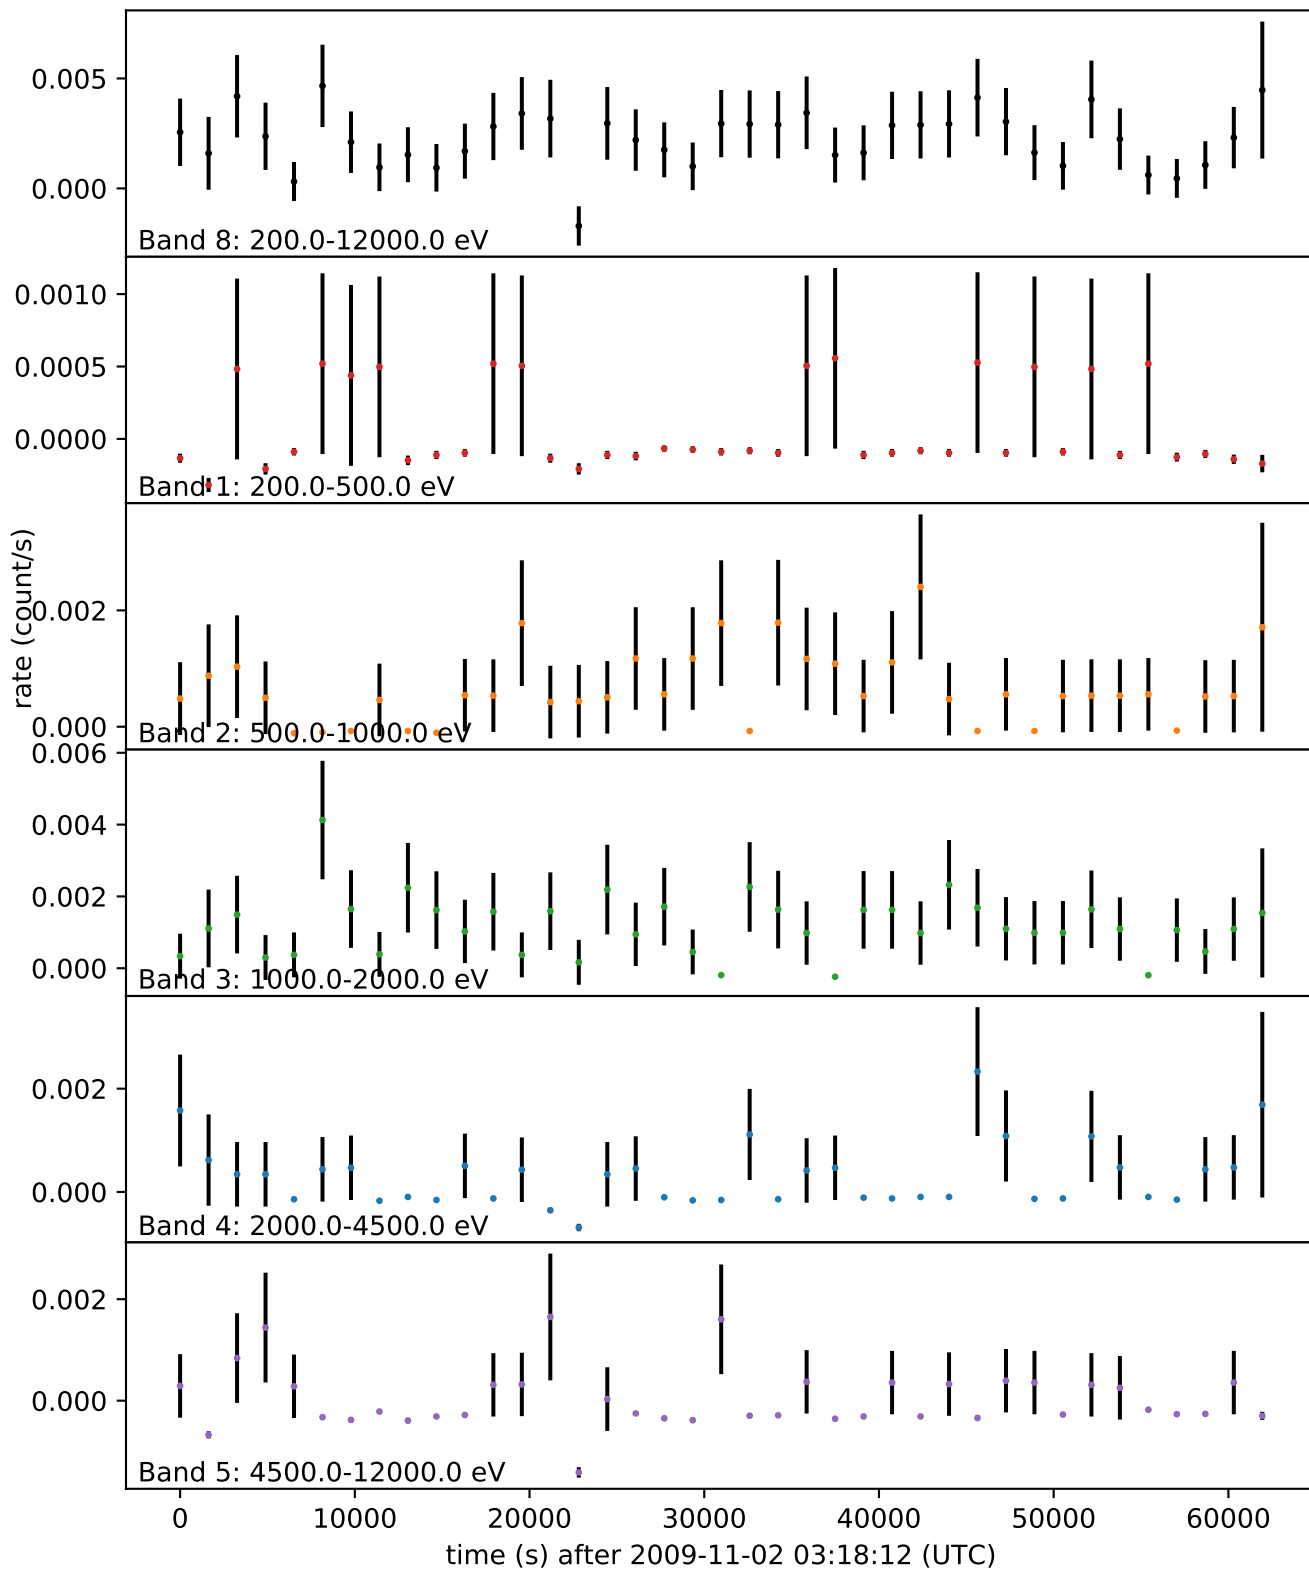 0.005
0.000
Band 8: 200.0-12000.0 eV
0.0010
0.0005
0.0000
Band 1: 200.0-500.0 eV
rate (count/s)
0.002
0.000
Band 2: 500.0-1000.0 eV
0.006
0.004
0.002
0.000
Band 3: 1000.0-2000.0 eV
0.002
0.000
Band 4: 2000.0-4500.0 eV
0.002
0.000
Band 5: 4500.0-12000.0 eV
0 10000 20000 30000 40000 50000 60000
time (s) after 2009-11-02 03:18:12 (UTC)